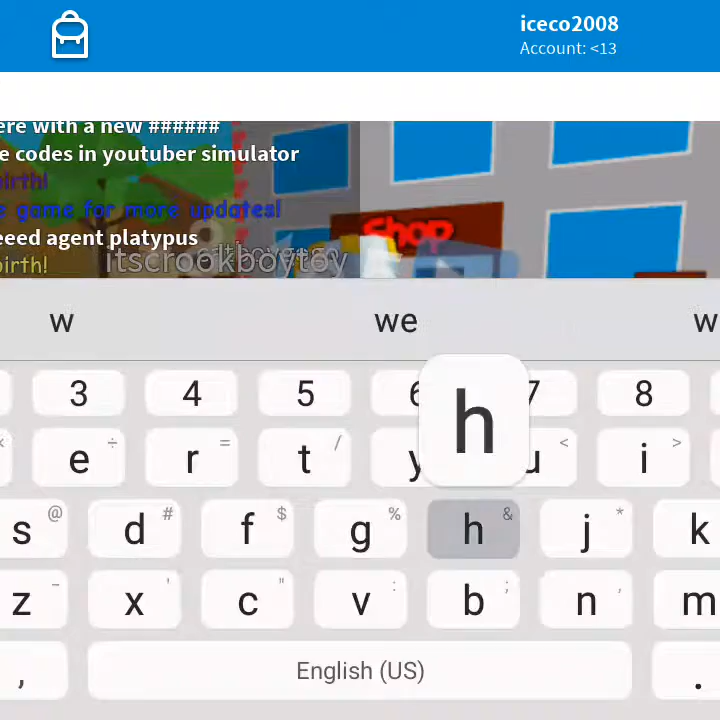 iceco2008
Account: <13
ere with a new ######
e codes in youtuber simulator
birth!
e game for more updates!
eeed agent platypus
birth!
itscrookboytoy
Shop
w we w
3 4 5 6 7 8
h
e ÷ r = t / y u < i >
s @ d # f $ g % h & j * k
z - x ' c " v : b ; n , m
, English (US) .